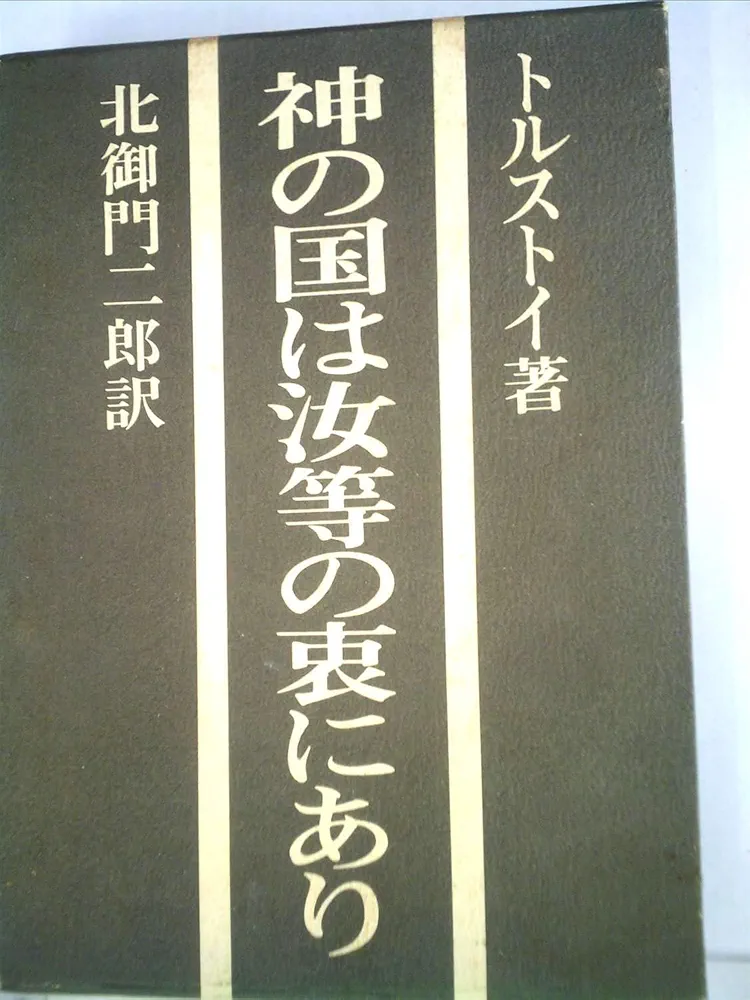 トルストイ著
神の国は汝等の衷にあり
北御門二郎訳